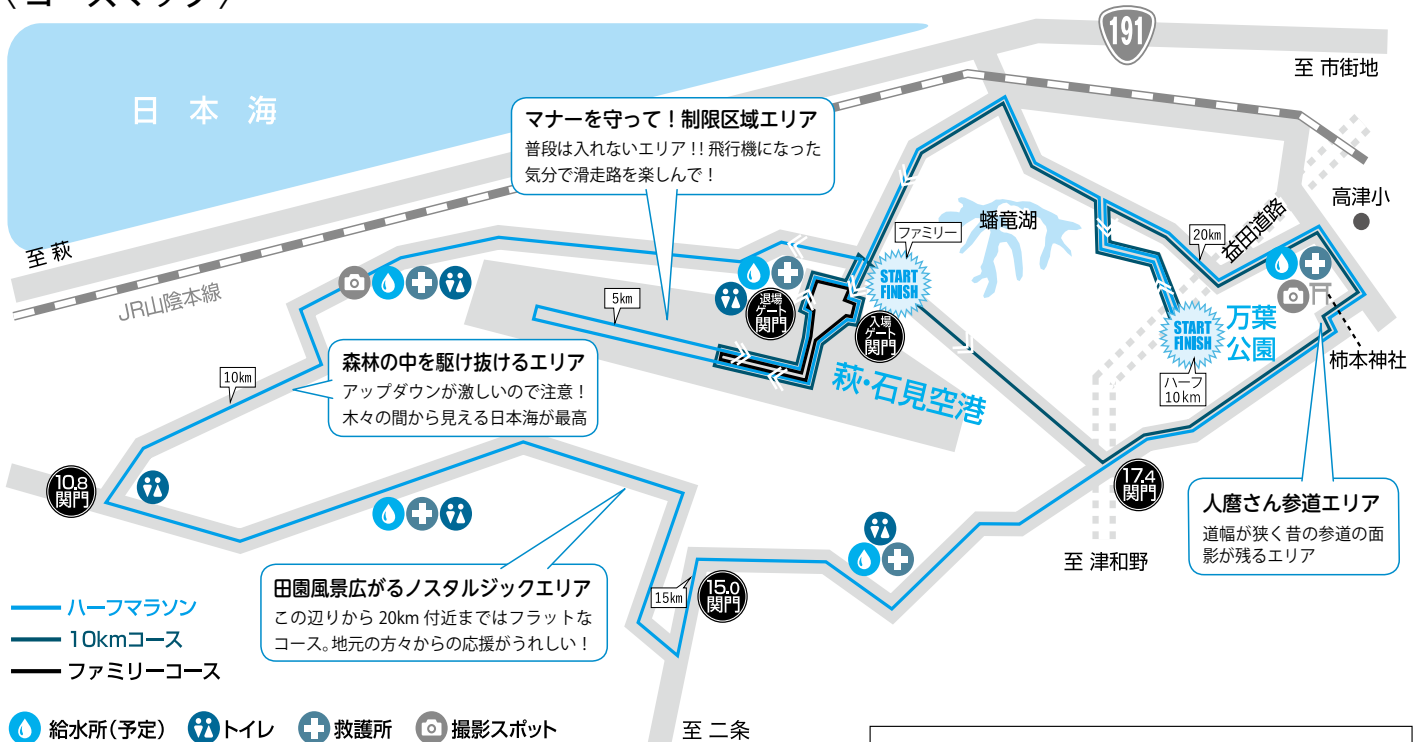 (コースマップ)
191
至 市街地
日本海
マナーを守って！制限区域エリア
普段は入れないエリア!! 飛行機になった
気分で滑走路を楽しんで！
高津小
蟠竜湖
益田道路
20km
ファミリー
START
FINISH
至 萩
JR山陰本線
5km
退場
ゲート
関門
入場
ゲート
関門
START
FINISH
万葉
公園
ハーフ
10km
柿本神社
萩・石見空港
森林の中を駆け抜けるエリア
アップダウンが激しいので注意！
木々の間から見える日本海が最高
10km
10.8
関門
17.4
関門
人麿さん参道エリア
道幅が狭く昔の参道の面
影が残るエリア
至 津和野
田園風景広がるノスタルジックエリア
この辺りから 20km 付近まではフラットな
コース。地元の方々からの応援がうれしい！
15km
15.0
関門
ハーフマラソン
10kmコース
ファミリーコース
給水所(予定)
トイレ
救護所
撮影スポット
至 二条